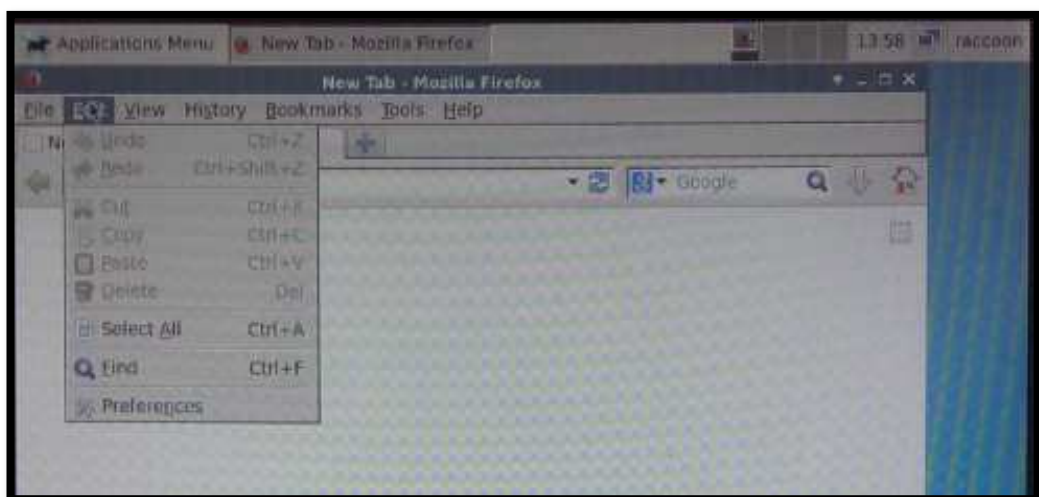 Applications Menu New Tab - Mozilla Firefox 13:58 raccoon
New Tab - Mozilla Firefox
File Edit View History Bookmarks Tools Help
Undo Ctrl+Z
Redo Ctrl+Shift+Z
Google
Cut Ctrl+X
Copy Ctrl+C
Paste Ctrl+V
Delete Del
Select All Ctrl+A
Find Ctrl+F
Preferences